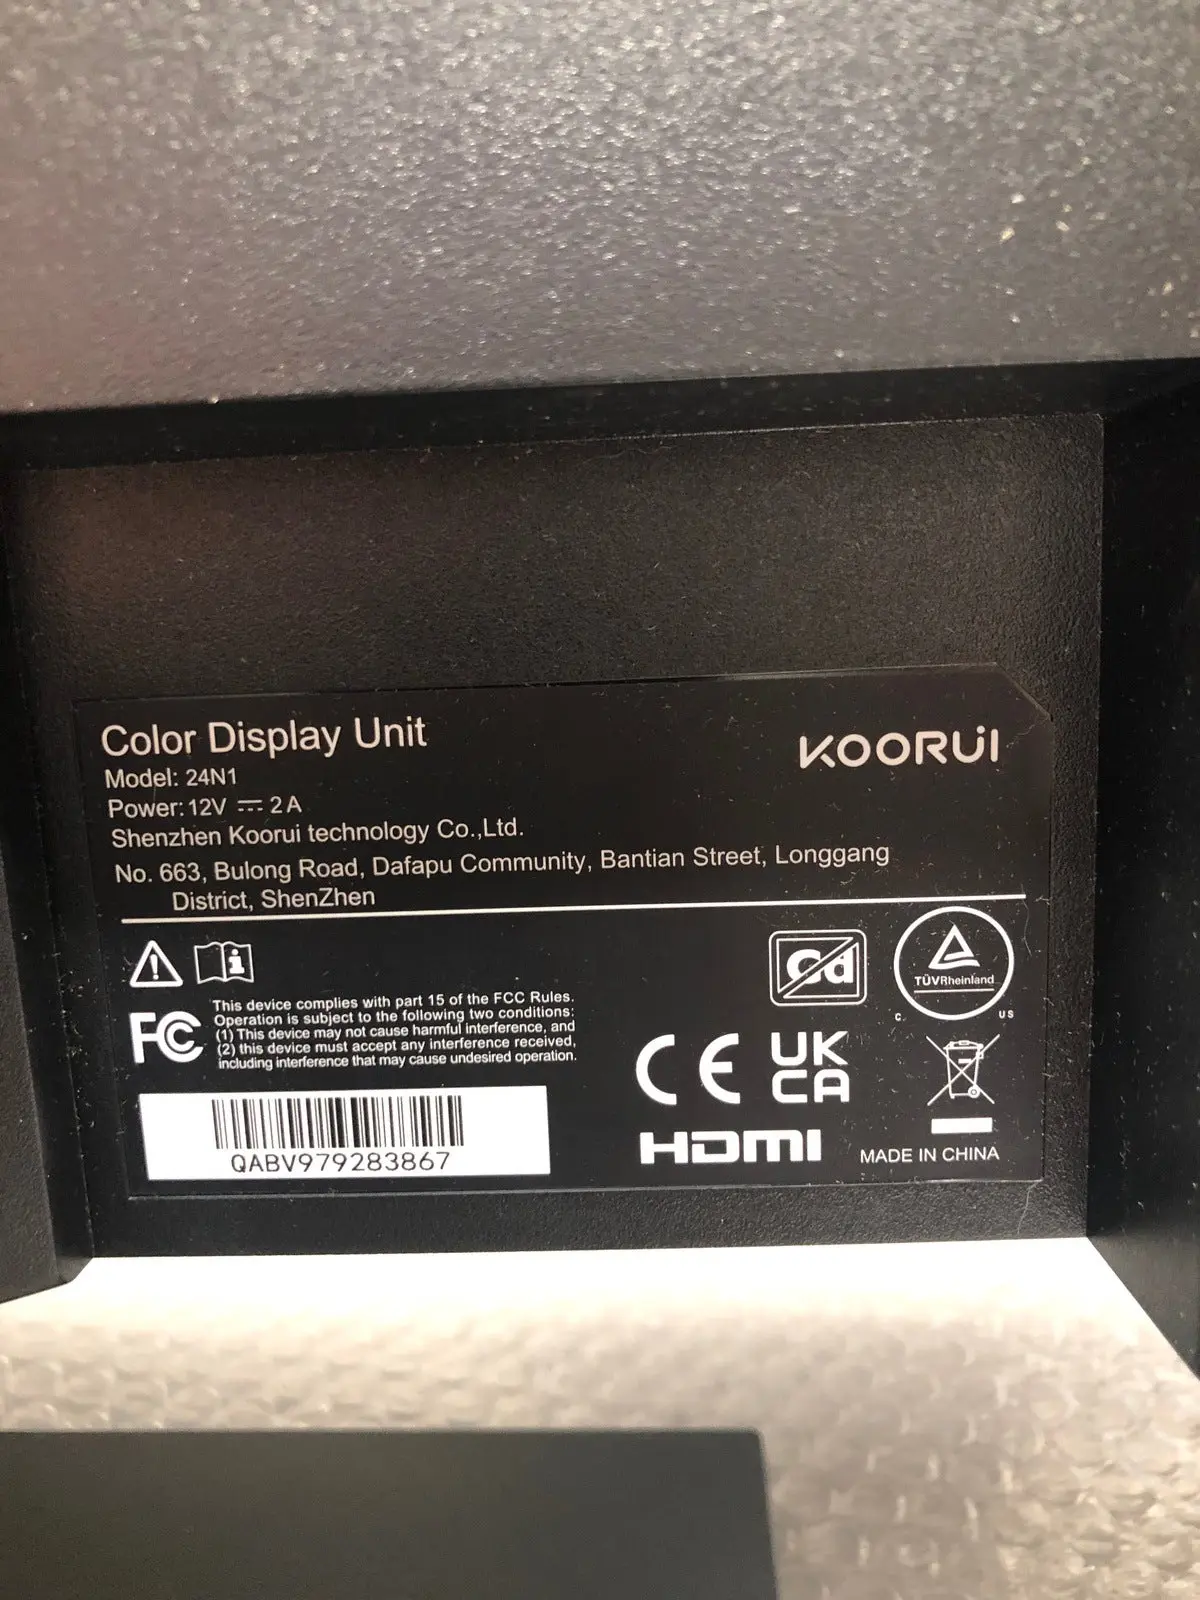 Color Display Unit
KOORUI
Model: 24N1
Power: 12V ⎓ 2A
Shenzhen Koorui technology Co.,Ltd.
No. 663, Bulong Road, Dafapu Community, Bantian Street, Longgang
District, ShenZhen
Cd
TÜVRheinland
C US
FC
This device complies with part 15 of the FCC Rules.
Operation is subject to the following two conditions:
(1) This device may not cause harmful interference, and
(2) this device must accept any interference received,
including interference that may cause undesired operation.
CE
UK
CA
QABV979283867
HDMI
MADE IN CHINA